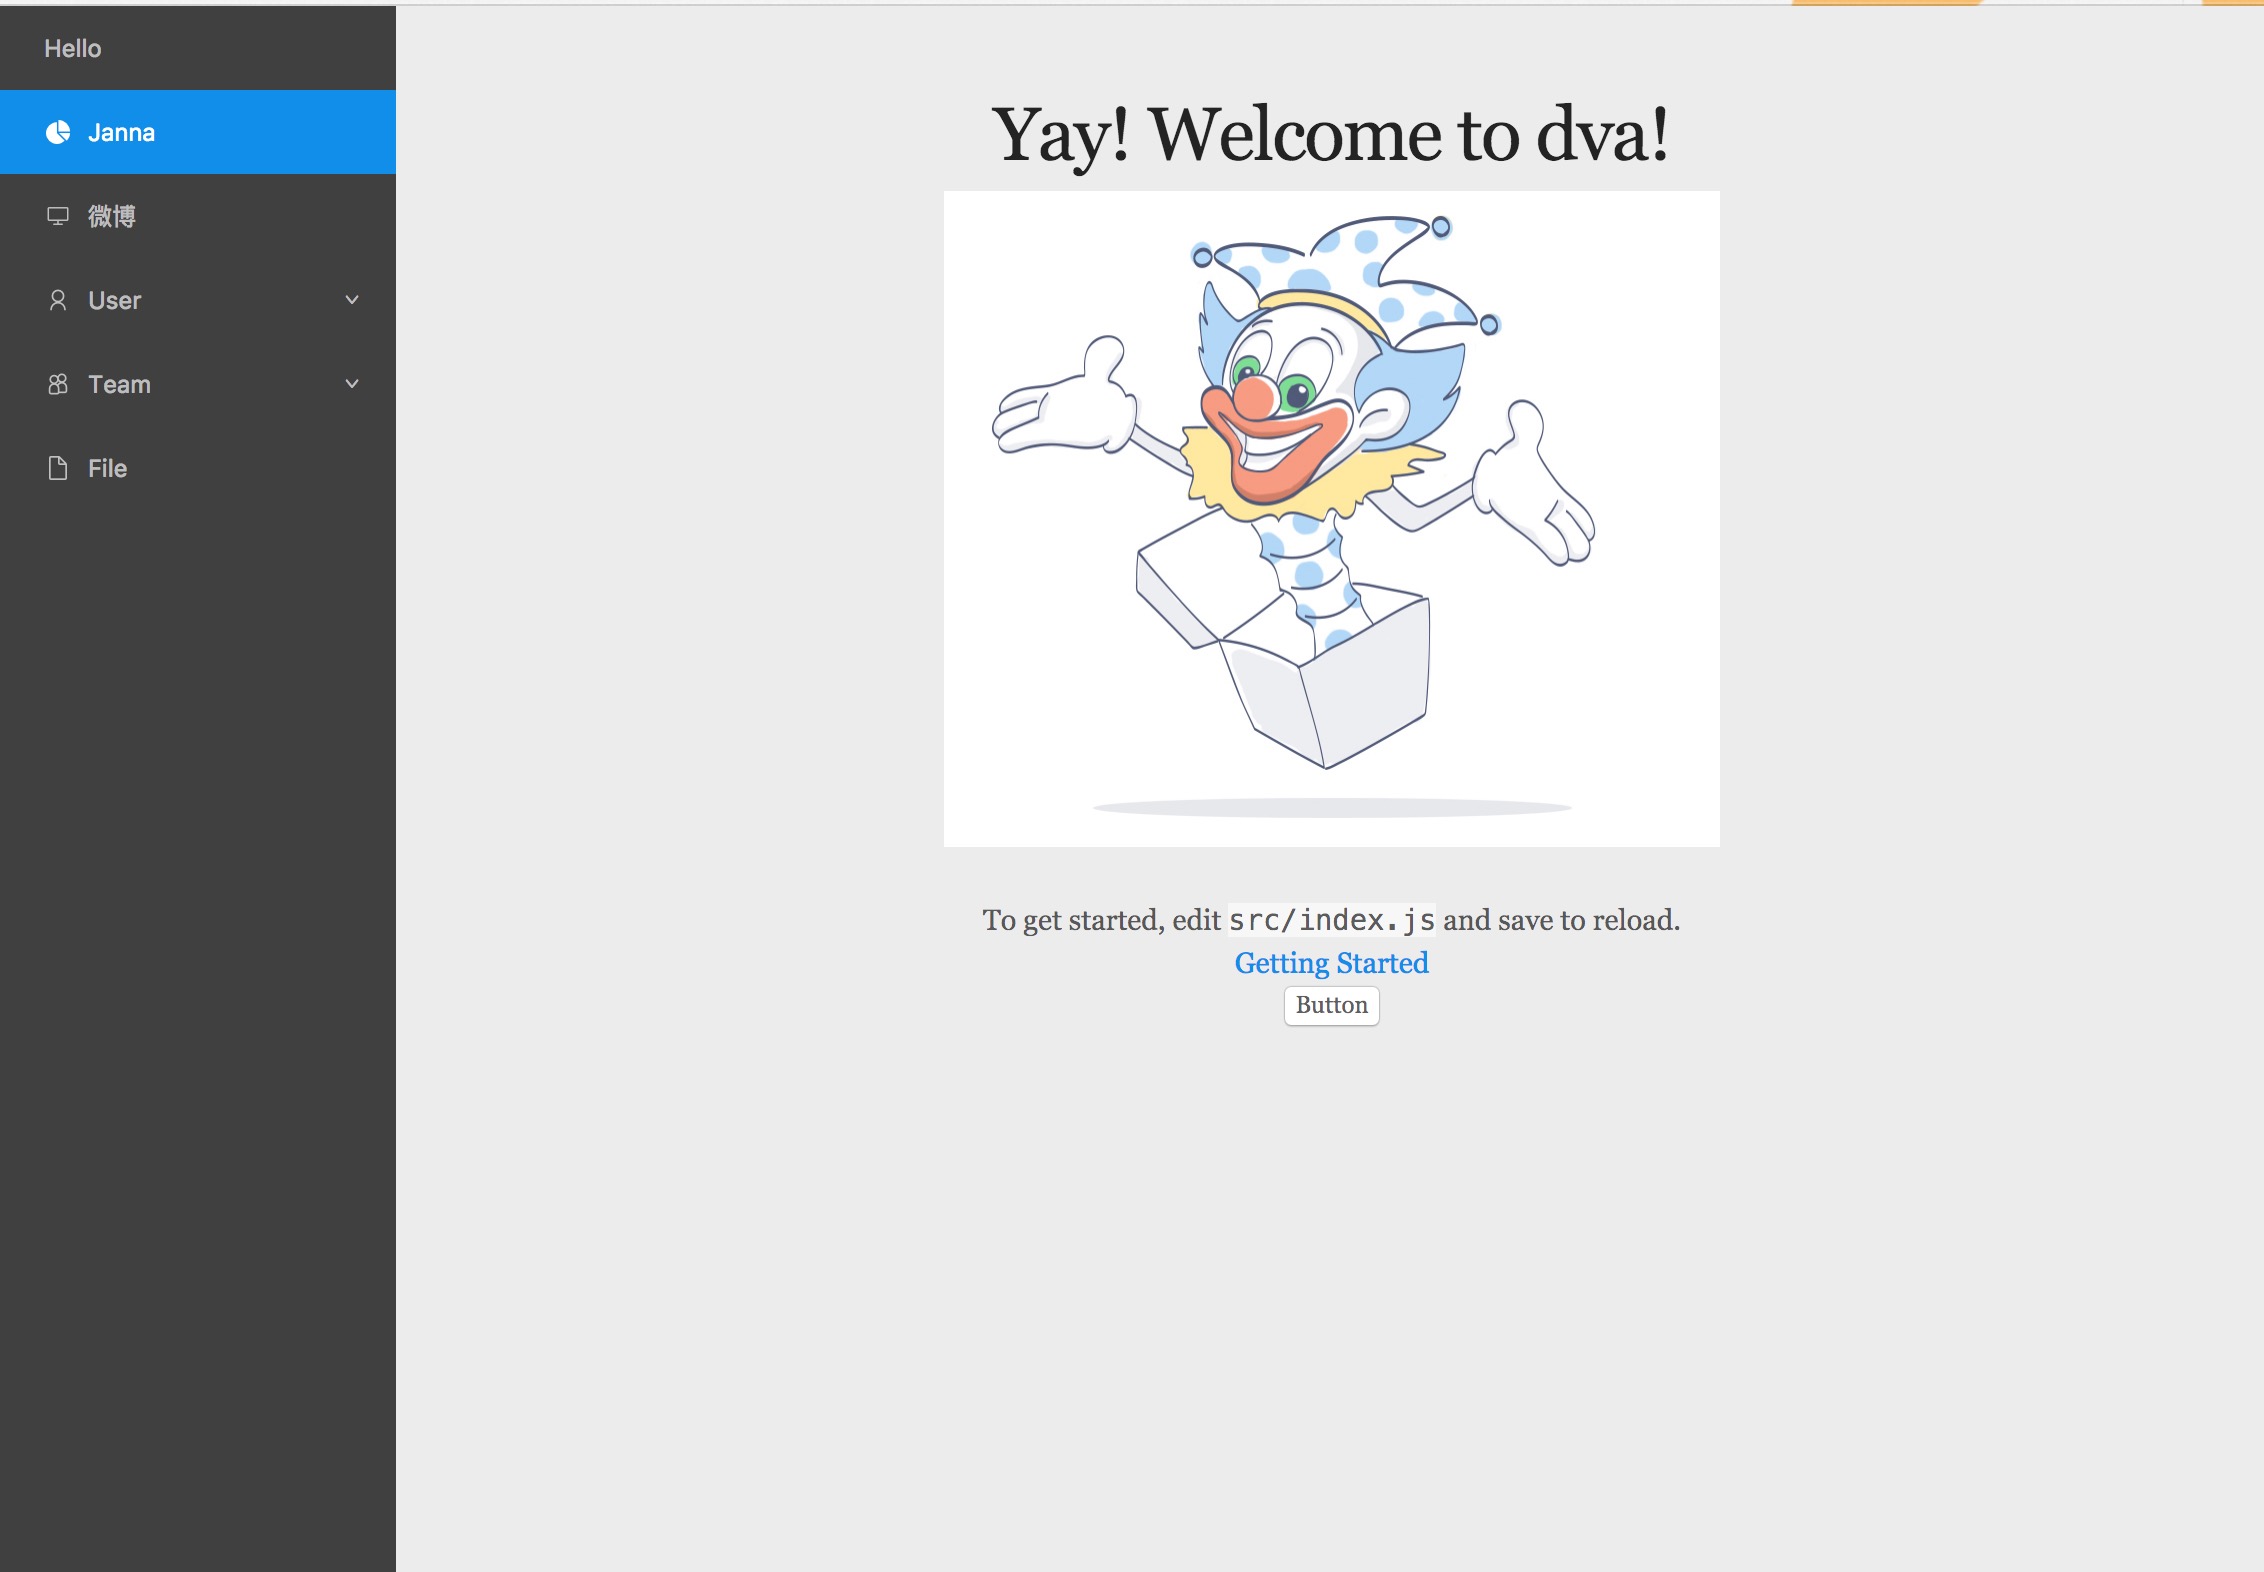 Hello
Janna
微博
User
Team
File
Yay! Welcome to dva!
To get started, edit src/index.js and save to reload.
Getting Started
Button